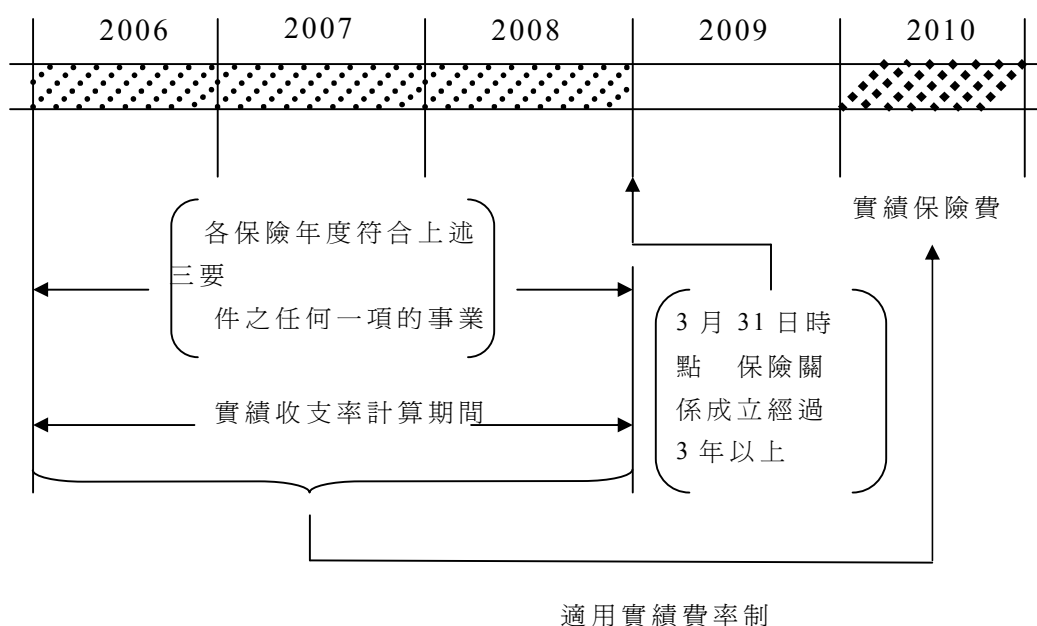 2006 2007 2008 2009 2010
實績保險費
各保險年度符合上述
三要
件之任何一項的事業
3月31日時
點 保險關
係成立經過
3年以上
實績收支率計算期間
適用實績費率制